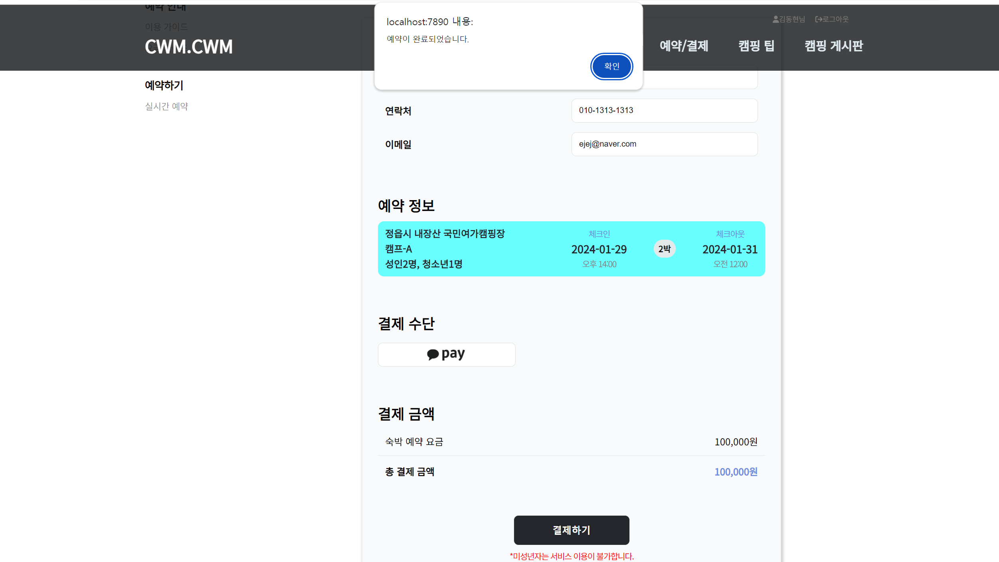 예약 안내
이용 가이드
CWM.CWM
예약하기
실시간 예약
localhost:7890 내용:
예약이 완료되었습니다.
확인
김동현님 로그아웃
예약/결제 캠핑 팁 캠핑 게시판
연락처 010-1313-1313
이메일 ejej@naver.com
예약 정보
정읍시 내장산 국민여가캠핑장
캠프-A
성인2명, 청소년1명
체크인
2024-01-29
오후 14:00
2박
체크아웃
2024-01-31
오전 12:00
결제 수단
pay
결제 금액
숙박 예약 요금 100,000원
총 결제 금액 100,000원
결제하기
*미성년자는 서비스 이용이 불가합니다.